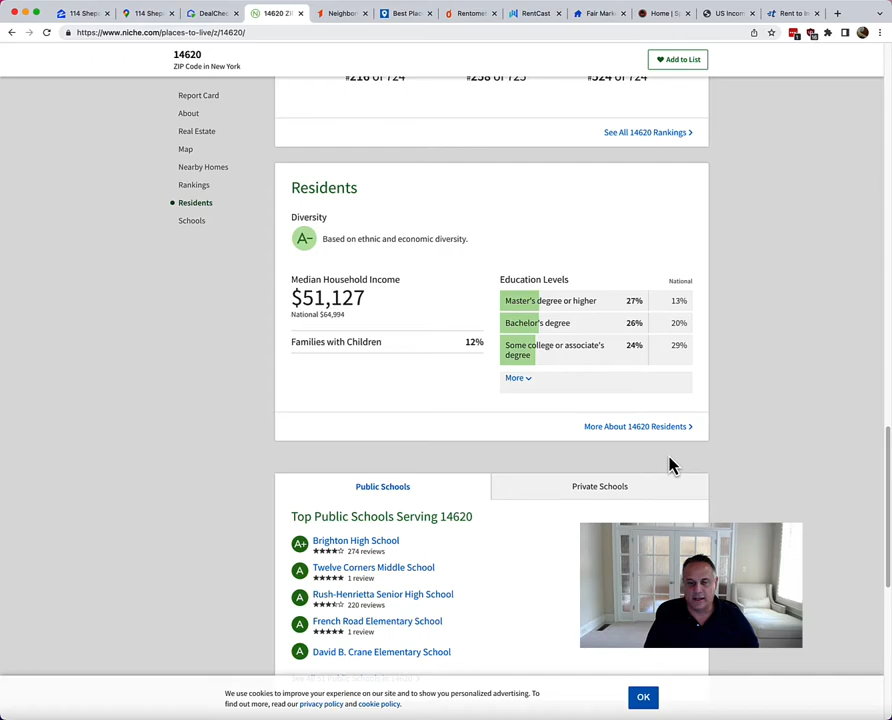 114 Shep
114 Shep
DealChec
14620 ZIP
Neighbor
Best Plac
Rentomet
RentCast
Fair Mark
Home | Sp
US Incom
Rent to In
https://www.niche.com/places-to-live/z/14620/
14620
ZIP Code in New York
Add to List
#216 of 724
#258 of 725
#324 of 724
See All 14620 Rankings
Report Card
About
Real Estate
Map
Nearby Homes
Rankings
Residents
Schools
Residents
Diversity
A-
Based on ethnic and economic diversity.
Median Household Income
$51,127
National $64,994
Families with Children 12%
Education Levels National
Master's degree or higher 27% 13%
Bachelor's degree 26% 20%
Some college or associate's 24% 29%
degree
More
More About 14620 Residents
Public Schools
Private Schools
Top Public Schools Serving 14620
A+ Brighton High School
274 reviews
A Twelve Corners Middle School
1 review
A Rush-Henrietta Senior High School
220 reviews
A French Road Elementary School
1 review
A David B. Crane Elementary School
We use cookies to improve your experience on our site and to show you personalized advertising. To
find out more, read our privacy policy and cookie policy.
OK